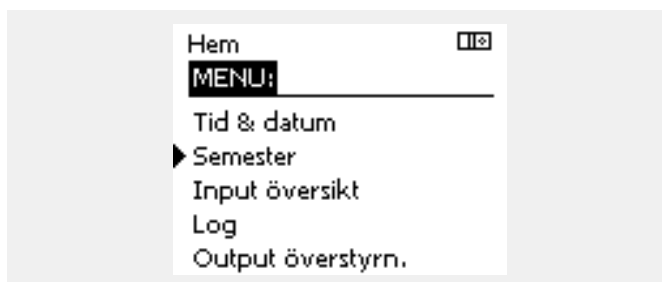 Hem
MENU:
Tid & datum
Semester
Input översikt
Log
Output överstyrn.